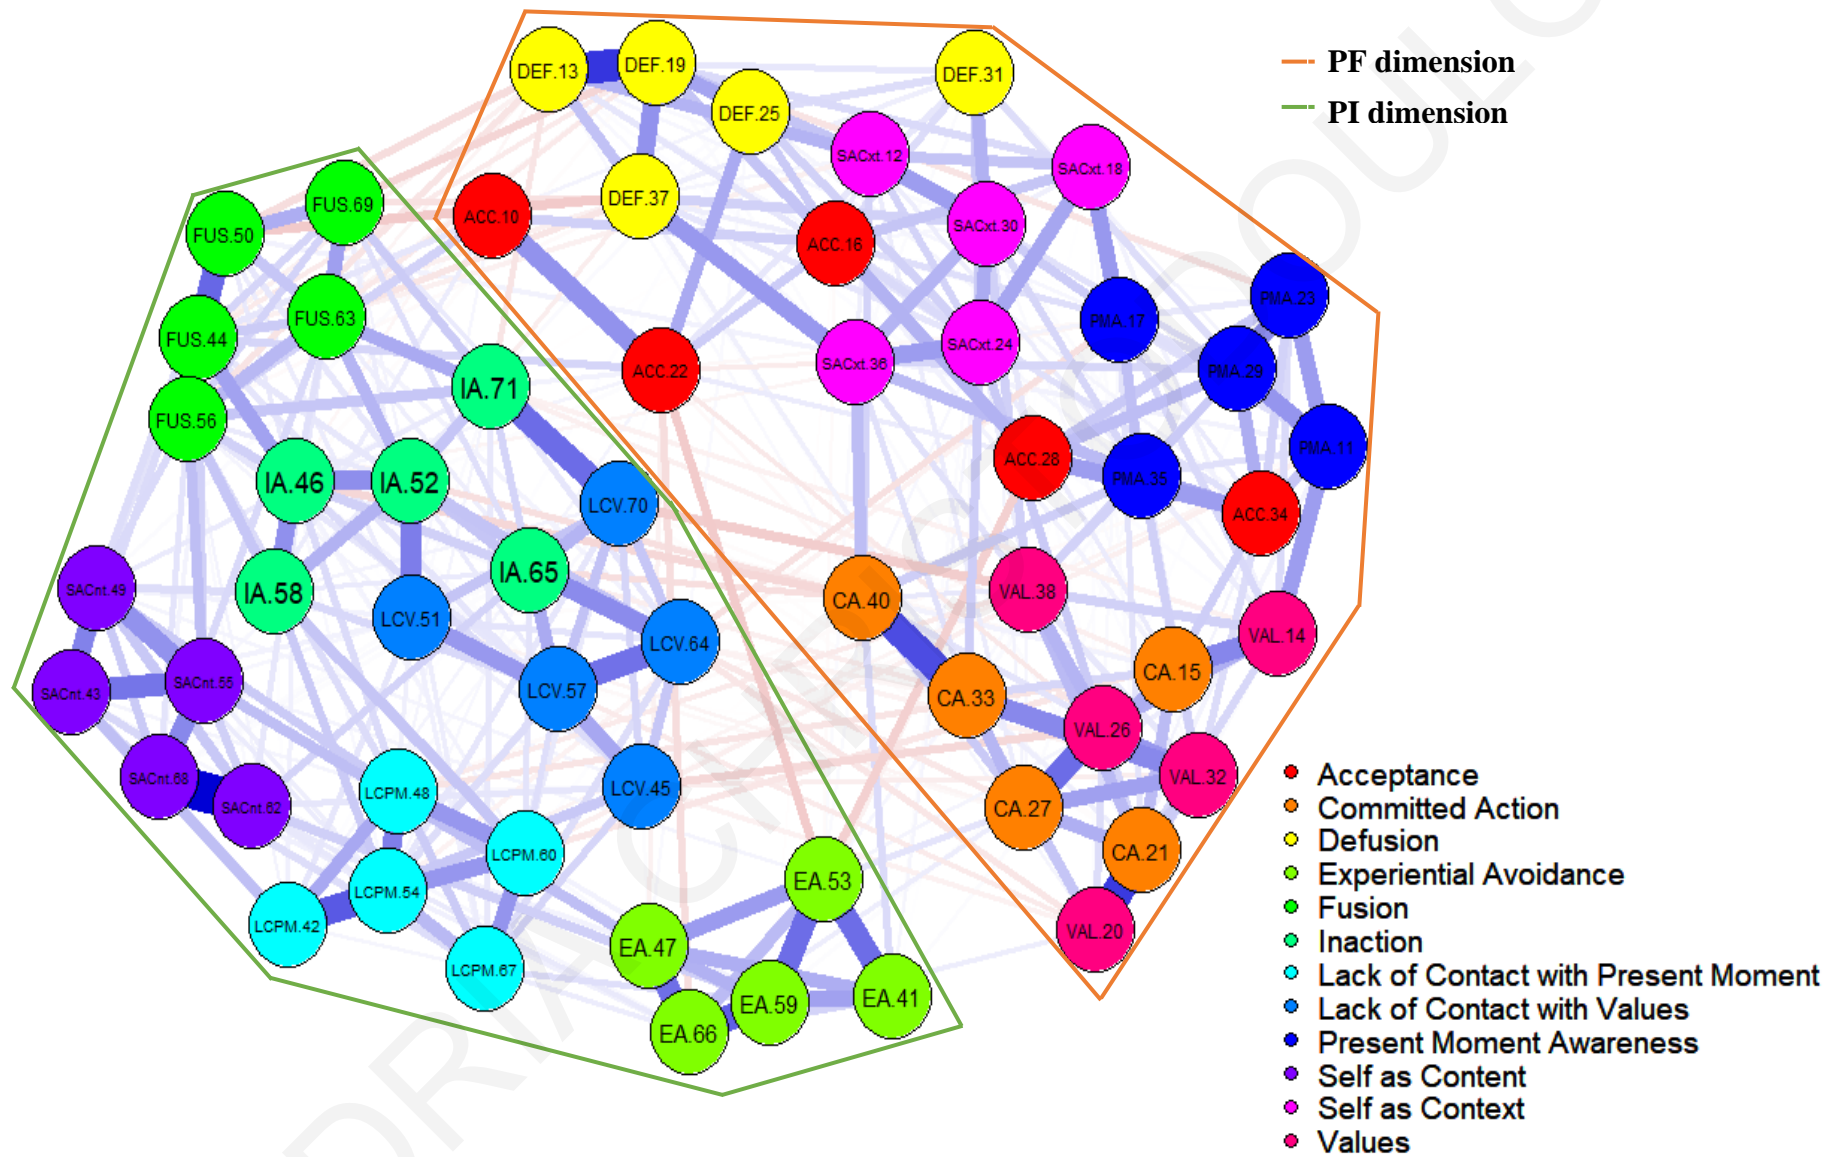 PF dimension
PI dimension
DEF.13
DEF.19
DEF.25
DEF.31
SACxt.12
SACxt.18
DEF.37
ACC.10
ACC.16
SACxt.30
FUS.69
FUS.50
FUS.63
FUS.44
FUS.56
PMA.23
PMA.17
PMA.29
PMA.11
SACxt.24
SACxt.36
ACC.22
IA.71
IA.46
IA.52
LCV.70
ACC.28
PMA.35
ACC.34
IA.65
IA.58
LCV.51
LCV.64
LCV.57
LCV.45
SACnt.49
SACnt.43
SACnt.55
SACnt.68
SACnt.62
CA.40
VAL.38
VAL.14
CA.15
CA.33
VAL.26
VAL.32
CA.27
CA.21
VAL.20
LCPM.48
LCPM.60
LCPM.54
LCPM.42
LCPM.67
EA.53
EA.47
EA.59
EA.41
EA.66
Acceptance
Committed Action
Defusion
Experiential Avoidance
Fusion
Inaction
Lack of Contact with Present Moment
Lack of Contact with Values
Present Moment Awareness
Self as Content
Self as Context
Values